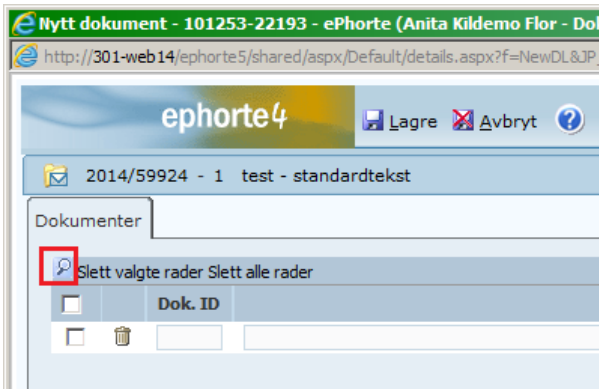 Nytt dokument - 101253-22193 - ePhorte (Anita Kildemo Flor - Dol
http://301-web14/ephorte5/shared/aspx/Default/details.aspx?f=NewDL&JP_
ephorte4 Lagre Avbryt ?
2014/59924 - 1 test - standardtekst
Dokumenter
Slett valgte rader Slett alle rader
Dok. ID